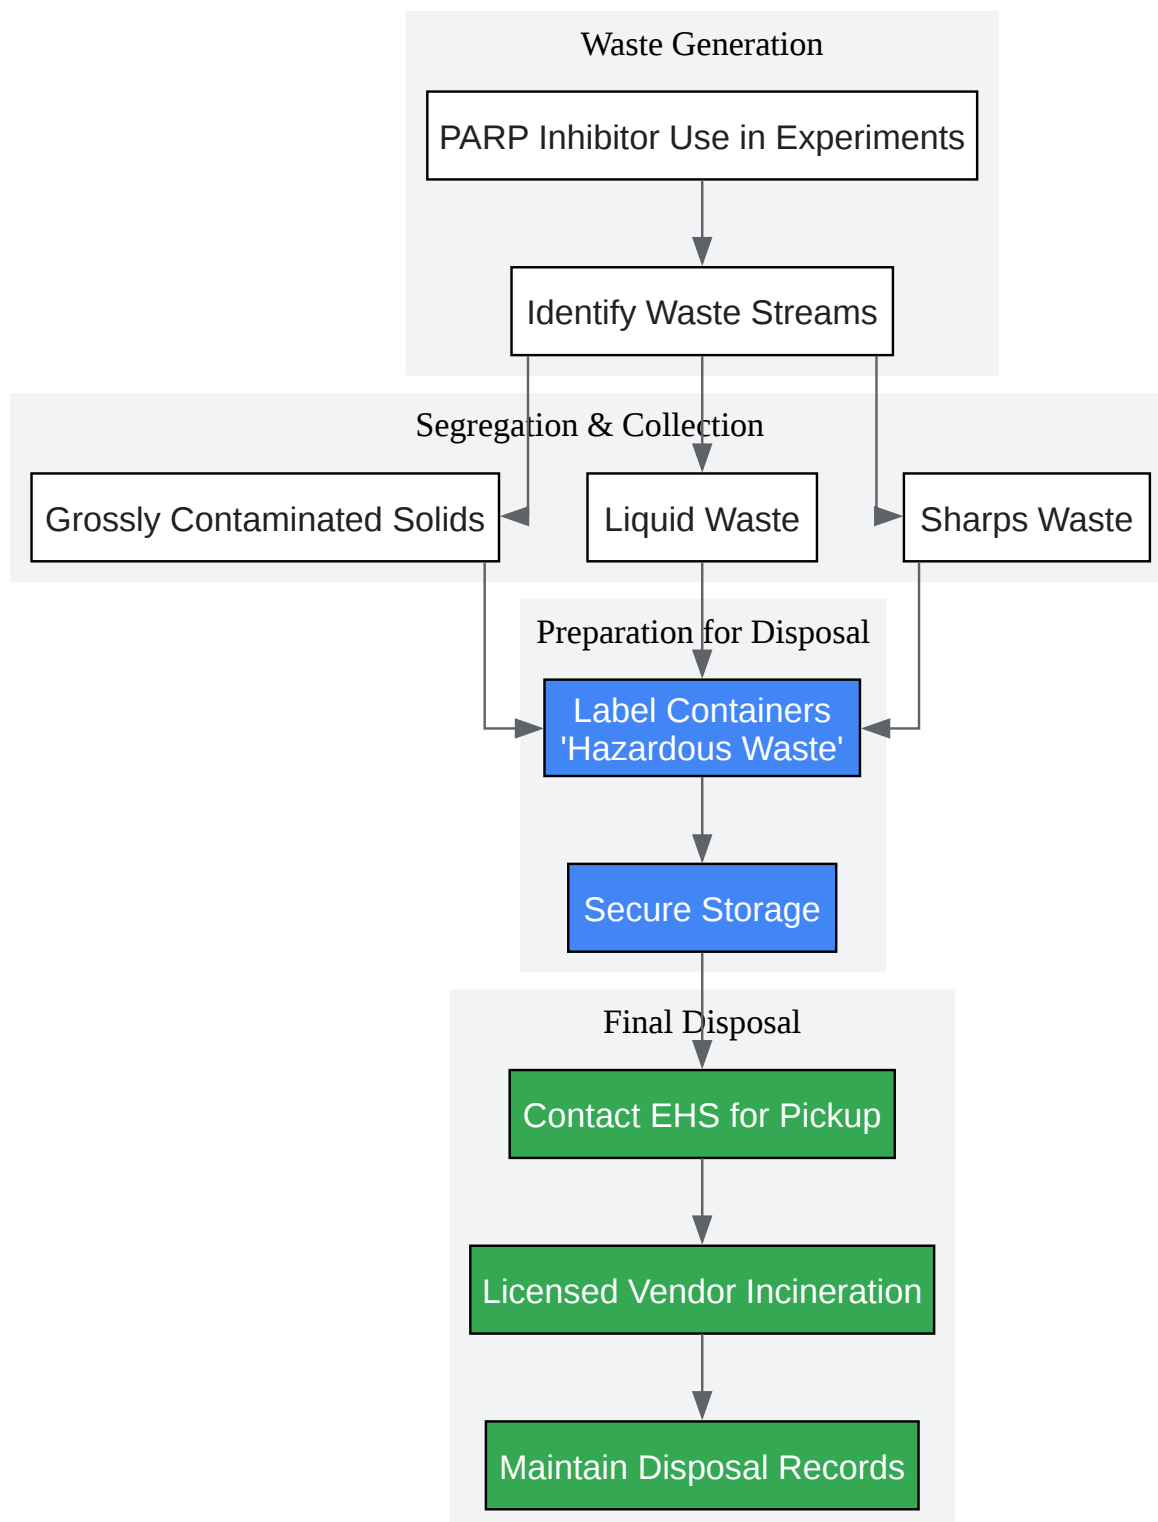 Waste Generation
PARP Inhibitor Use in Experiments
Identify Waste Streams
Segregation & Collection
Grossly Contaminated Solids
Liquid Waste
Sharps Waste
Preparation for Disposal
Label Containers
'Hazardous Waste'
Secure Storage
Final Disposal
Contact EHS for Pickup
Licensed Vendor Incineration
Maintain Disposal Records